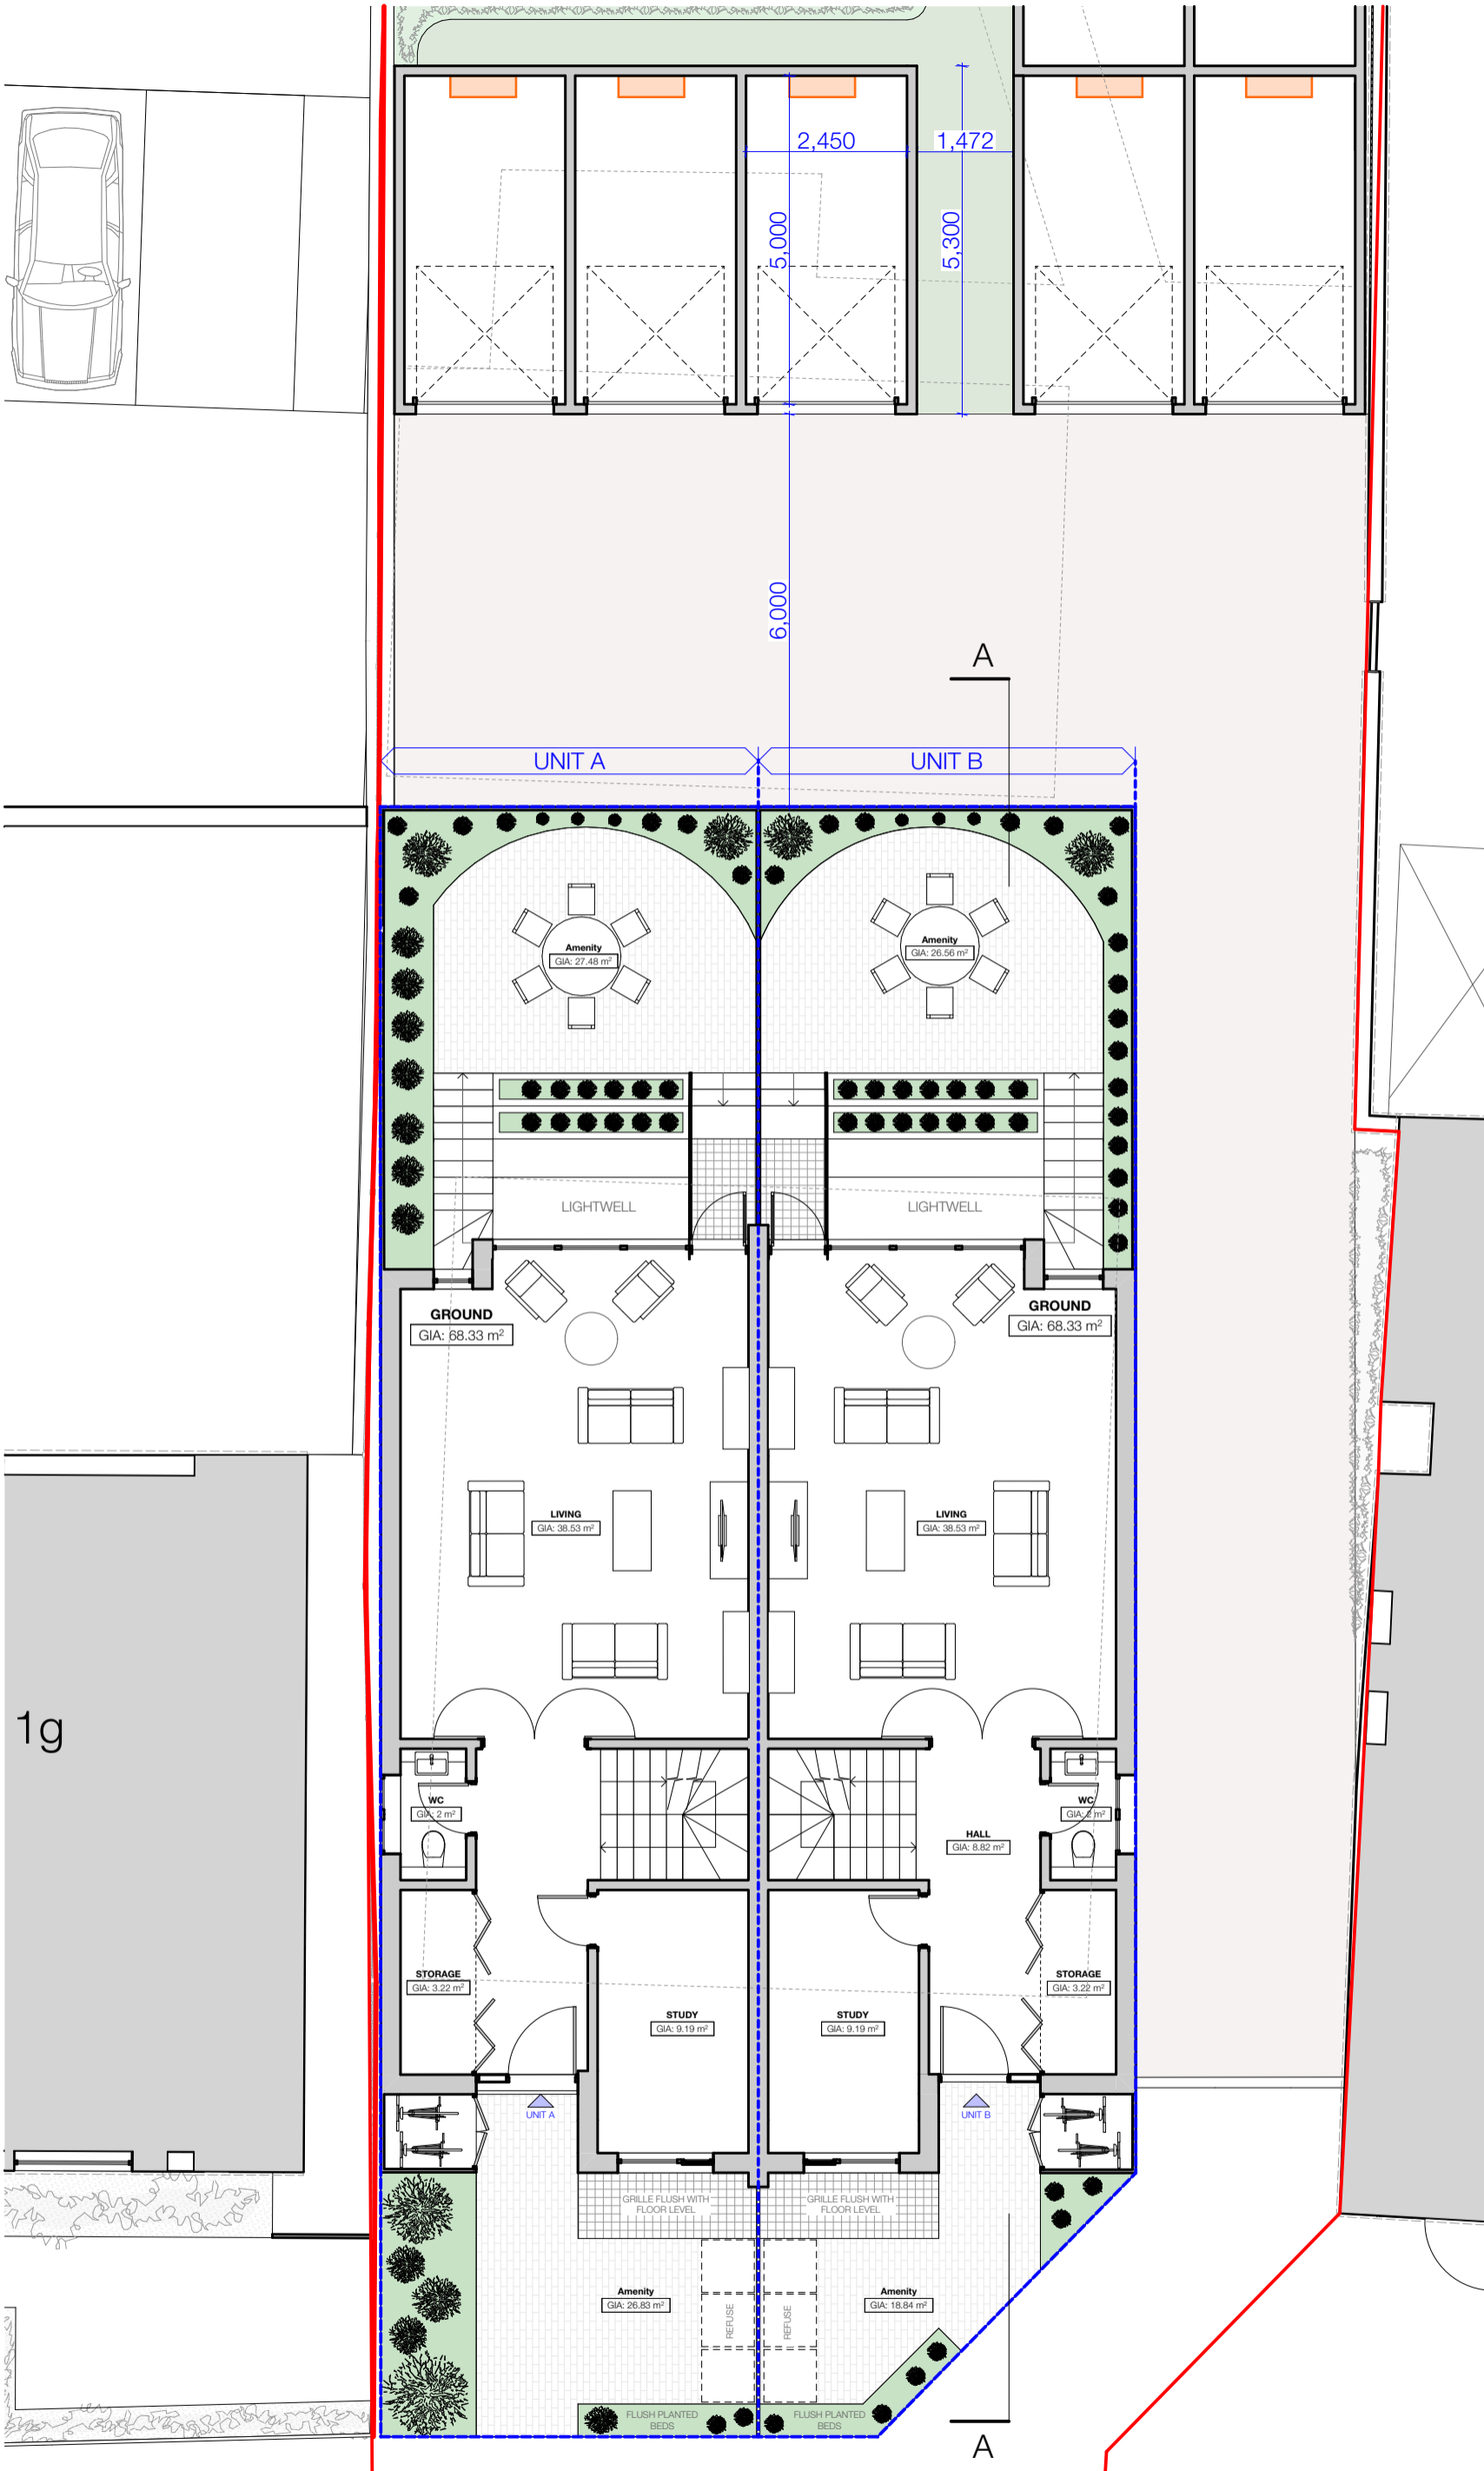 2,450
1,472
5,000
5,300
6,000
A
UNIT A
UNIT B
Amenity
GIA: 27.48 m²
Amenity
GIA: 26.56 m²
LIGHTWELL
LIGHTWELL
GROUND
GIA: 68.33 m²
GROUND
GIA: 68.33 m²
LIVING
GIA: 38.53 m²
LIVING
GIA: 38.53 m²
1g
WC
GIA: 2 m²
WC
GIA: 2 m²
HALL
GIA: 8.82 m²
STORAGE
GIA: 3.22 m²
STORAGE
GIA: 3.22 m²
STUDY
GIA: 9.19 m²
STUDY
GIA: 9.19 m²
UNIT A
UNIT B
GRILLE FLUSH WITH
FLOOR LEVEL
GRILLE FLUSH WITH
FLOOR LEVEL
Amenity
GIA: 26.83 m²
Amenity
GIA: 18.84 m²
REFUSE
REFUSE
FLUSH PLANTED
BEDS
FLUSH PLANTED
BEDS
A